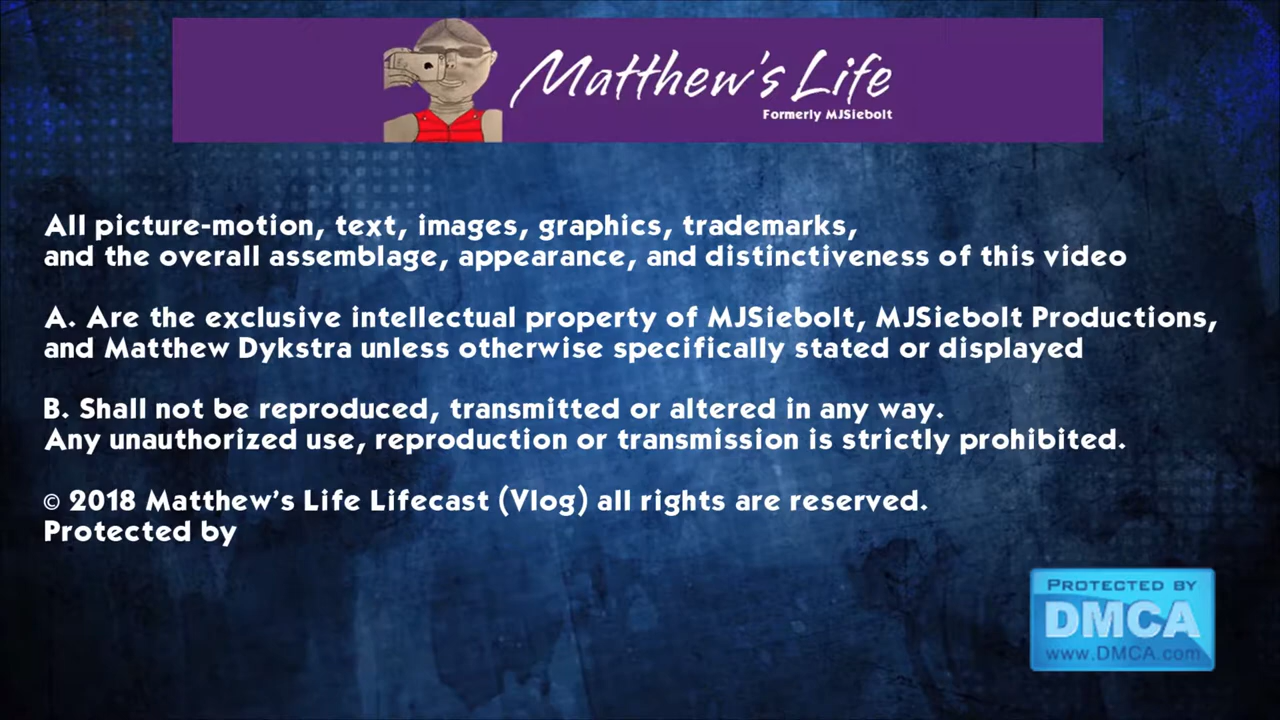 Matthew's Life
Formerly MJSiebolt
All picture-motion, text, images, graphics, trademarks,
and the overall assemblage, appearance, and distinctiveness of this video
A. Are the exclusive intellectual property of MJSiebolt, MJSiebolt Productions,
and Matthew Dykstra unless otherwise specifically stated or displayed
B. Shall not be reproduced, transmitted or altered in any way.
Any unauthorized use, reproduction or transmission is strictly prohibited.
© 2018 Matthew's Life Lifecast (Vlog) all rights are reserved.
Protected by
PROTECTED BY
DMCA
www.DMCA.com